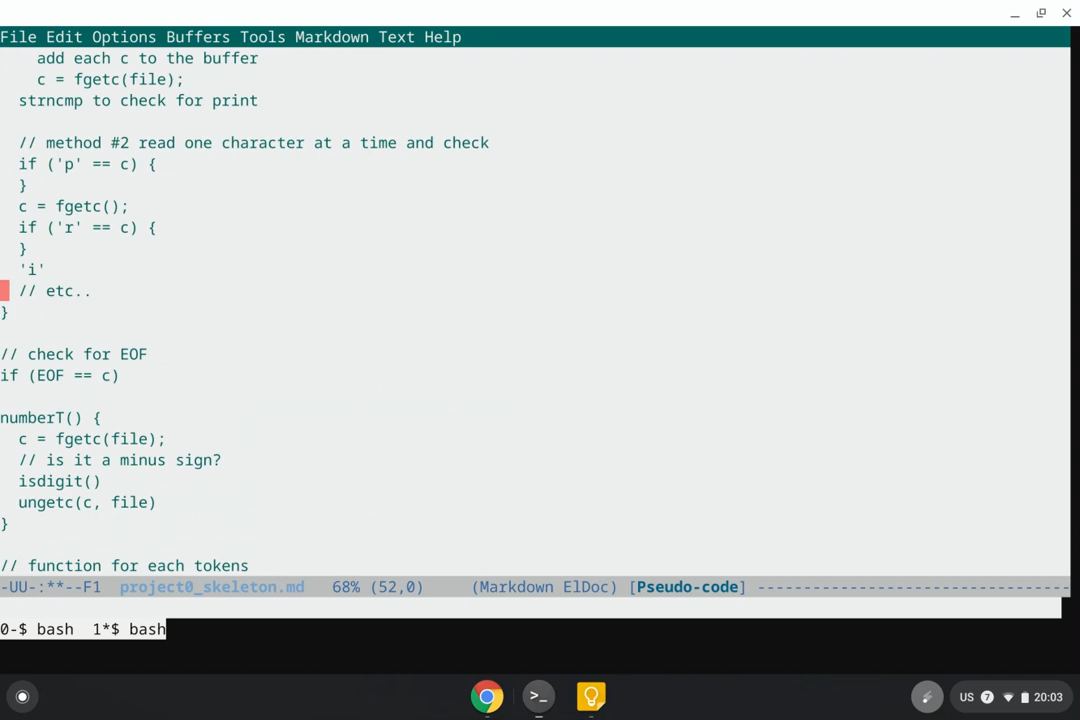 File Edit Options Buffers Tools Markdown Text Help
    add each c to the buffer
    c = fgetc(file);
  strncmp to check for print
  // method #2 read one character at a time and check
  if ('p' == c) {
  }
  c = fgetc();
  if ('r' == c) {
  }
  'i'
  // etc..
}
// check for EOF
if (EOF == c)
numberT() {
  c = fgetc(file);
  // is it a minus sign?
  isdigit()
  ungetc(c, file)
}
// function for each tokens
-UU-:**--F1  project0_skeleton.md   68% (52,0)     (Markdown ElDoc) [Pseudo-code] ----------------------------------
0-$ bash  1*$ bash
>_
US 7 20:03